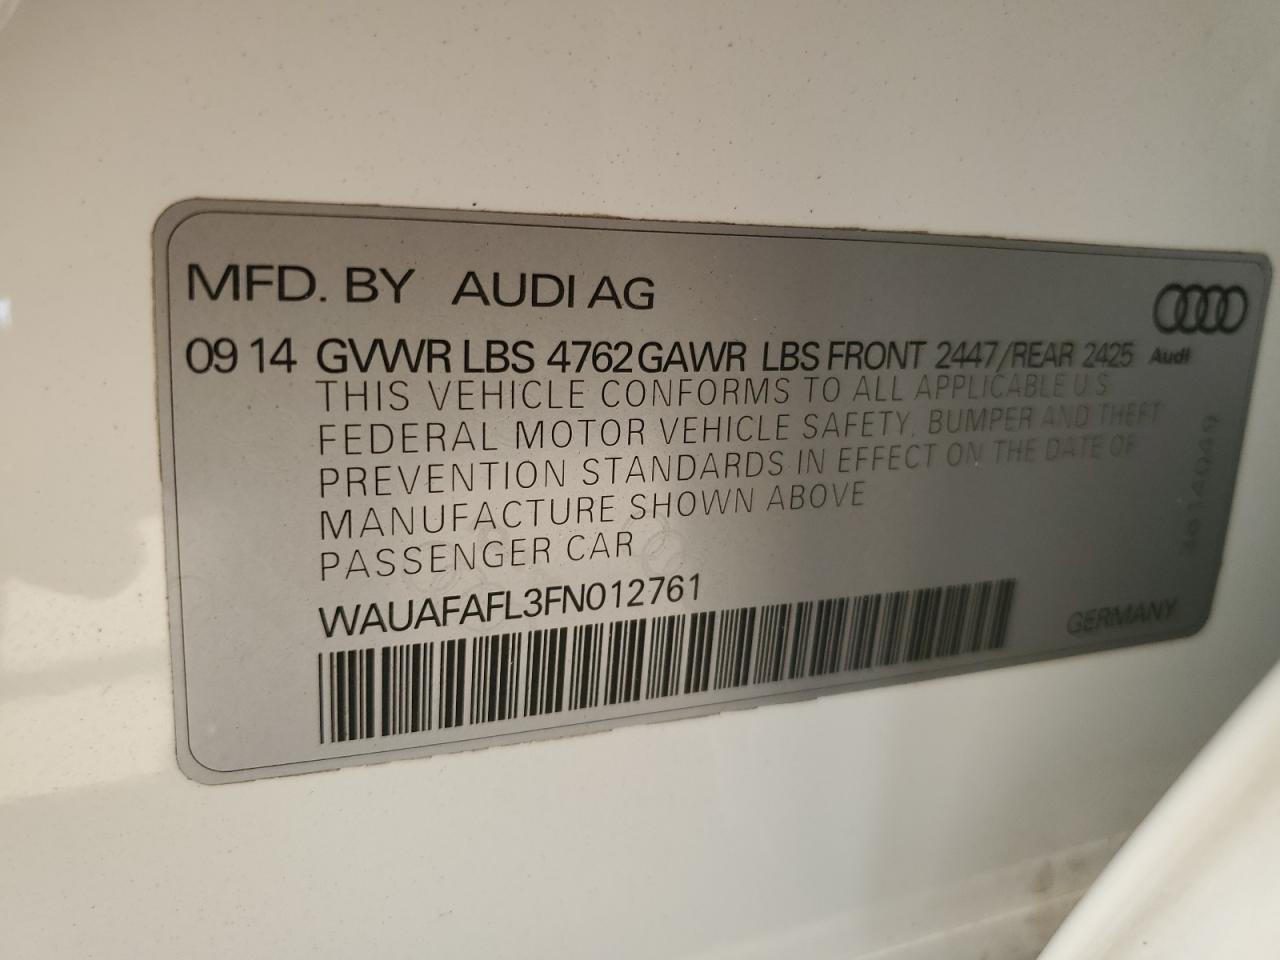 MFD. BY AUDI AG
09 14 GVWR LBS 4762 GAWR LBS FRONT 2447/REAR 2425
Audi
THIS VEHICLE CONFORMS TO ALL APPLICABLE U.S
FEDERAL MOTOR VEHICLE SAFETY, BUMPER AND THEFT
PREVENTION STANDARDS IN EFFECT ON THE DATE OF
MANUFACTURE SHOWN ABOVE
PASSENGER CAR
WAUAFAFL3FN012761
GERMANY